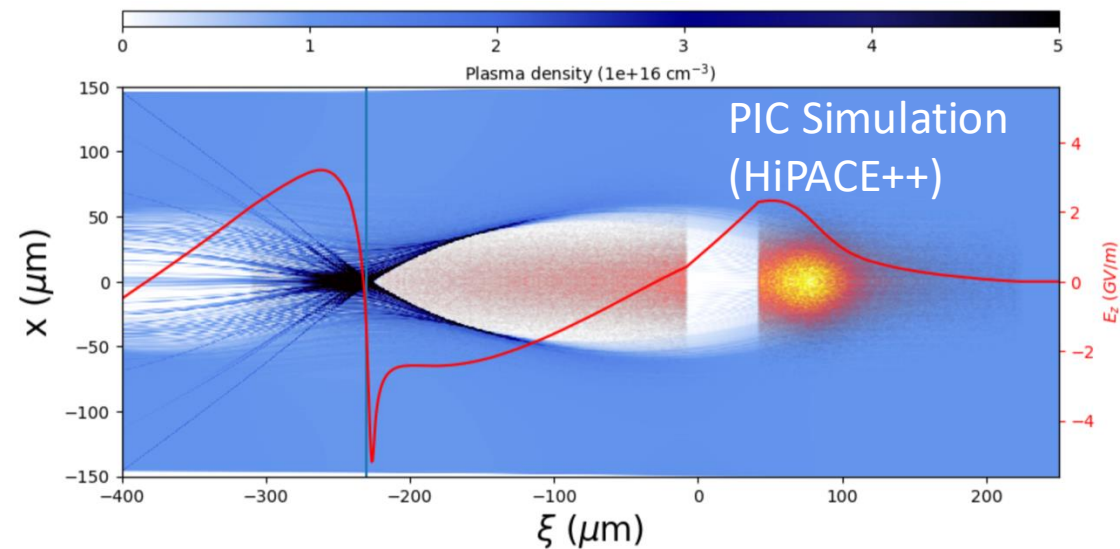 0 1 2 3 4 5
Plasma density (1e+16 cm⁻³)
PIC Simulation
(HiPACE++)
150
100
50
0
−50
−100
−150
x (μm)
4
2
0
−2
−4
E_z (GV/m)
−400 −300 −200 −100 0 100 200
ξ (μm)